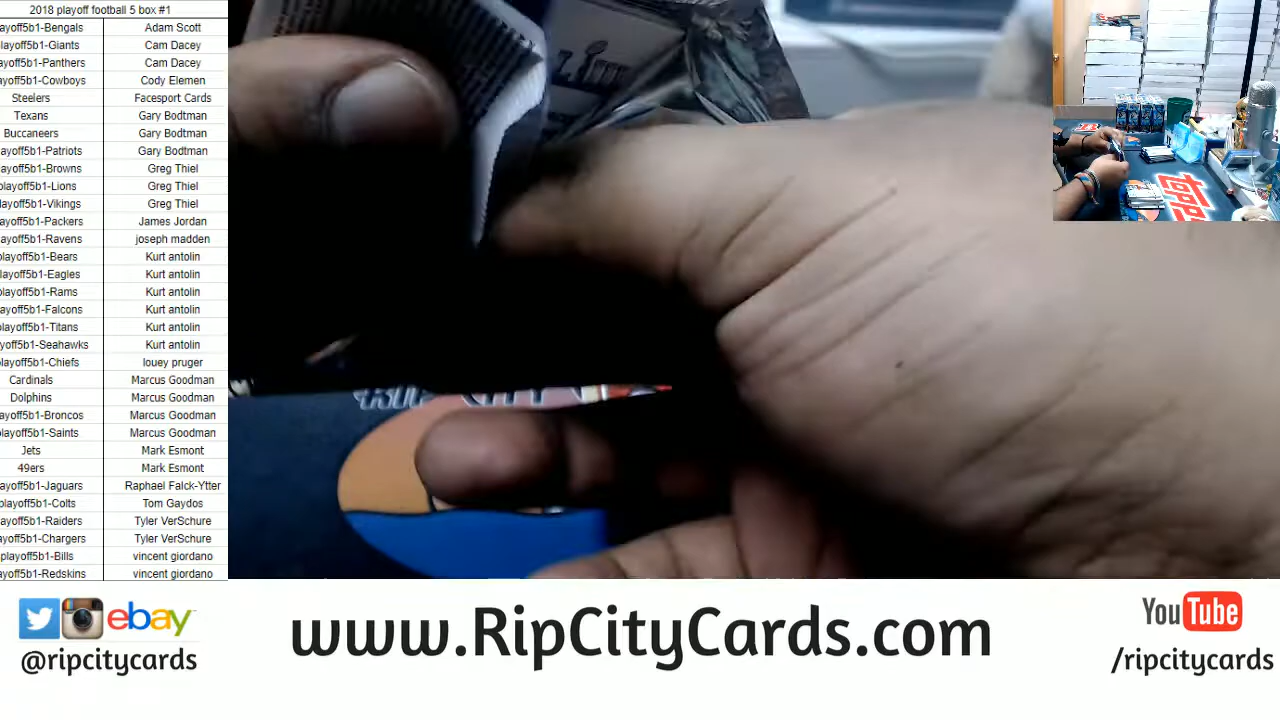 2018 playoff football 5 box #1
ayoff5b1-Bengals Adam Scott
layoff5b1-Giants Cam Dacey
ayoff5b1-Panthers Cam Dacey
ayoff5b1-Cowboys Cody Elemen
Steelers Facesport Cards
Texans Gary Bodtman
Buccaneers Gary Bodtman
ayoff5b1-Patriots Gary Bodtman
ayoff5b1-Browns Greg Thiel
playoff5b1-Lions Greg Thiel
layoff5b1-Vikings Greg Thiel
ayoff5b1-Packers James Jordan
ayoff5b1-Ravens joseph madden
playoff5b1-Bears Kurt antolin
layoff5b1-Eagles Kurt antolin
layoff5b1-Rams Kurt antolin
layoff5b1-Falcons Kurt antolin
layoff5b1-Titans Kurt antolin
yoff5b1-Seahawks Kurt antolin
ayoff5b1-Chiefs louey pruger
Cardinals Marcus Goodman
Dolphins Marcus Goodman
ayoff5b1-Broncos Marcus Goodman
layoff5b1-Saints Marcus Goodman
Jets Mark Esmont
49ers Mark Esmont
ayoff5b1-Jaguars Raphael Falck-Ytter
playoff5b1-Colts Tom Gaydos
ayoff5b1-Raiders Tyler VerSchure
yoff5b1-Chargers Tyler VerSchure
playoff5b1-Bills vincent giordano
yoff5b1-Redskins vincent giordano
ebay
@ripcitycards
www.RipCityCards.com
YouTube
/ripcitycards